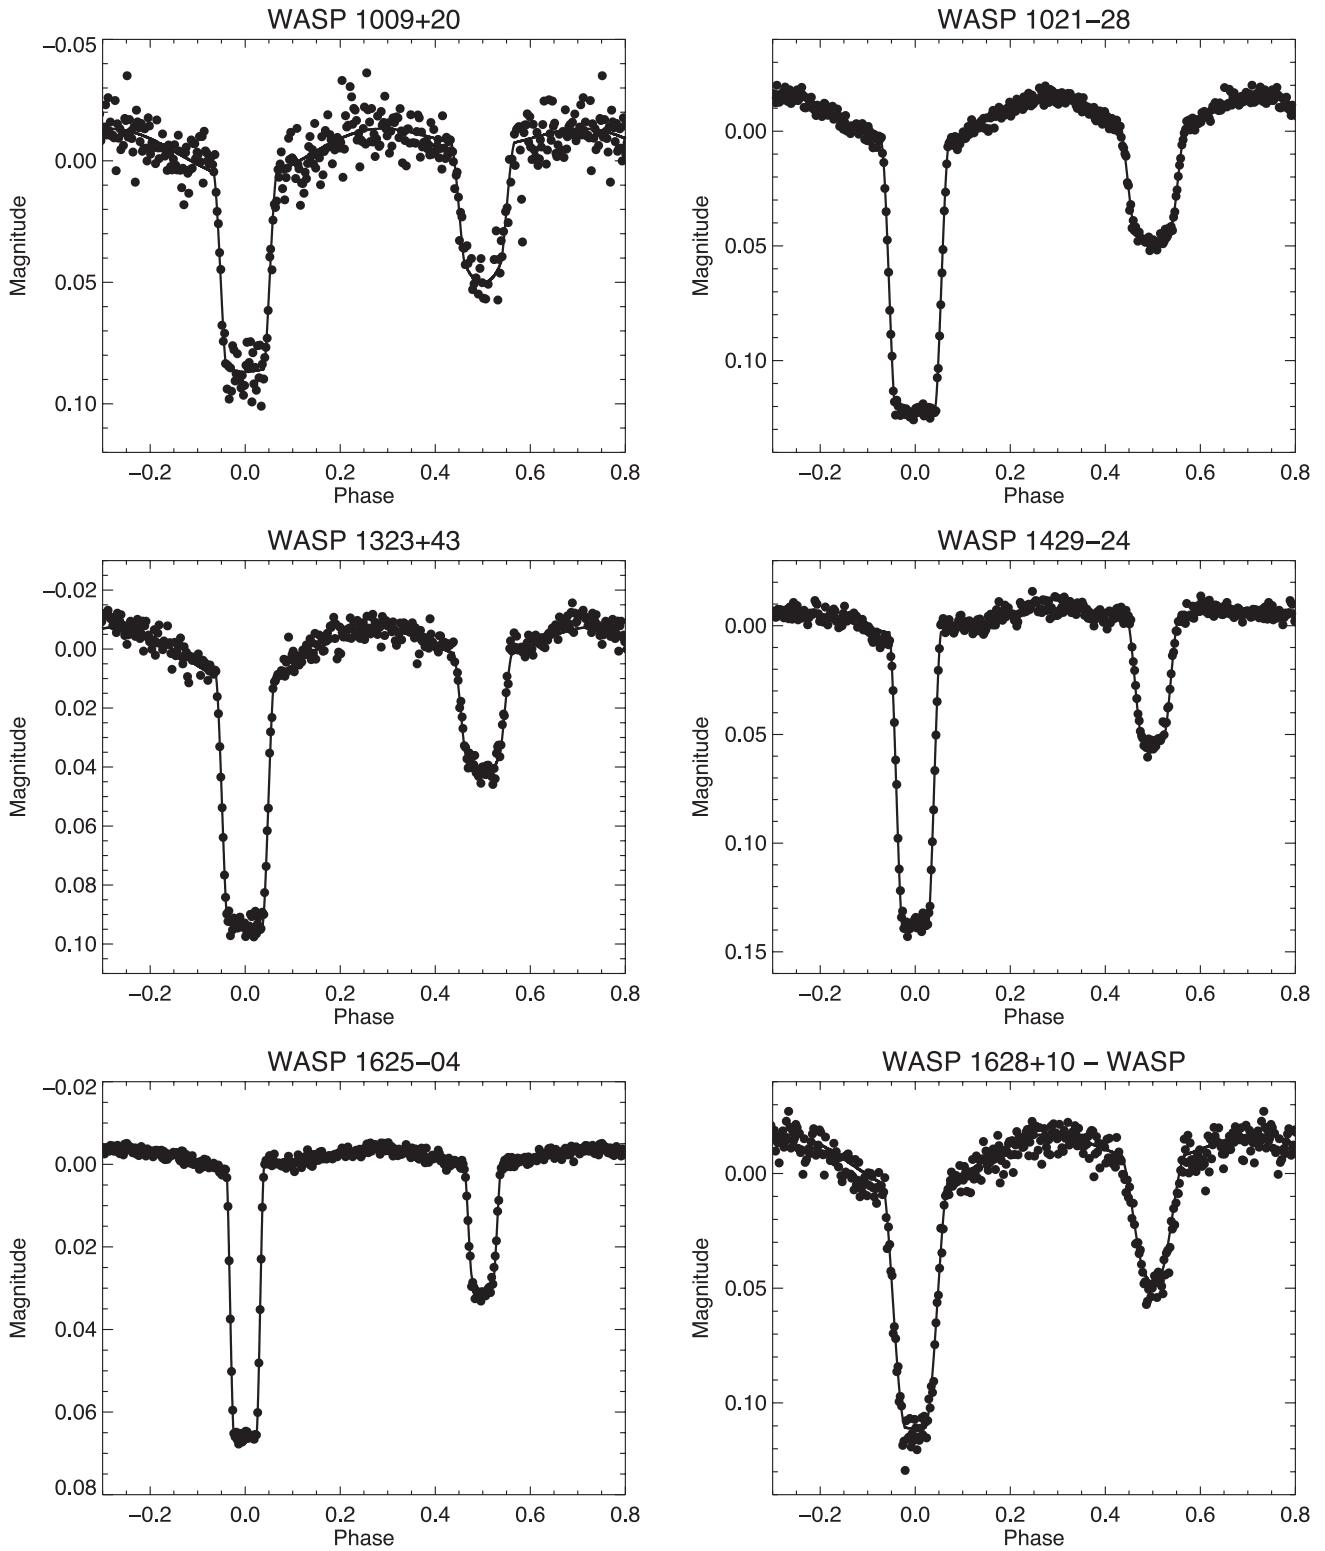 WASP 1009+20
−0.05
0.00
0.05
0.10
Magnitude
−0.2 0.0 0.2 0.4 0.6 0.8
Phase
WASP 1021−28
0.00
0.05
0.10
Magnitude
−0.2 0.0 0.2 0.4 0.6 0.8
Phase
WASP 1323+43
−0.02
0.00
0.02
0.04
0.06
0.08
0.10
Magnitude
−0.2 0.0 0.2 0.4 0.6 0.8
Phase
WASP 1429−24
0.00
0.05
0.10
0.15
Magnitude
−0.2 0.0 0.2 0.4 0.6 0.8
Phase
WASP 1625−04
−0.02
0.00
0.02
0.04
0.06
0.08
Magnitude
−0.2 0.0 0.2 0.4 0.6 0.8
Phase
WASP 1628+10 − WASP
0.00
0.05
0.10
Magnitude
−0.2 0.0 0.2 0.4 0.6 0.8
Phase